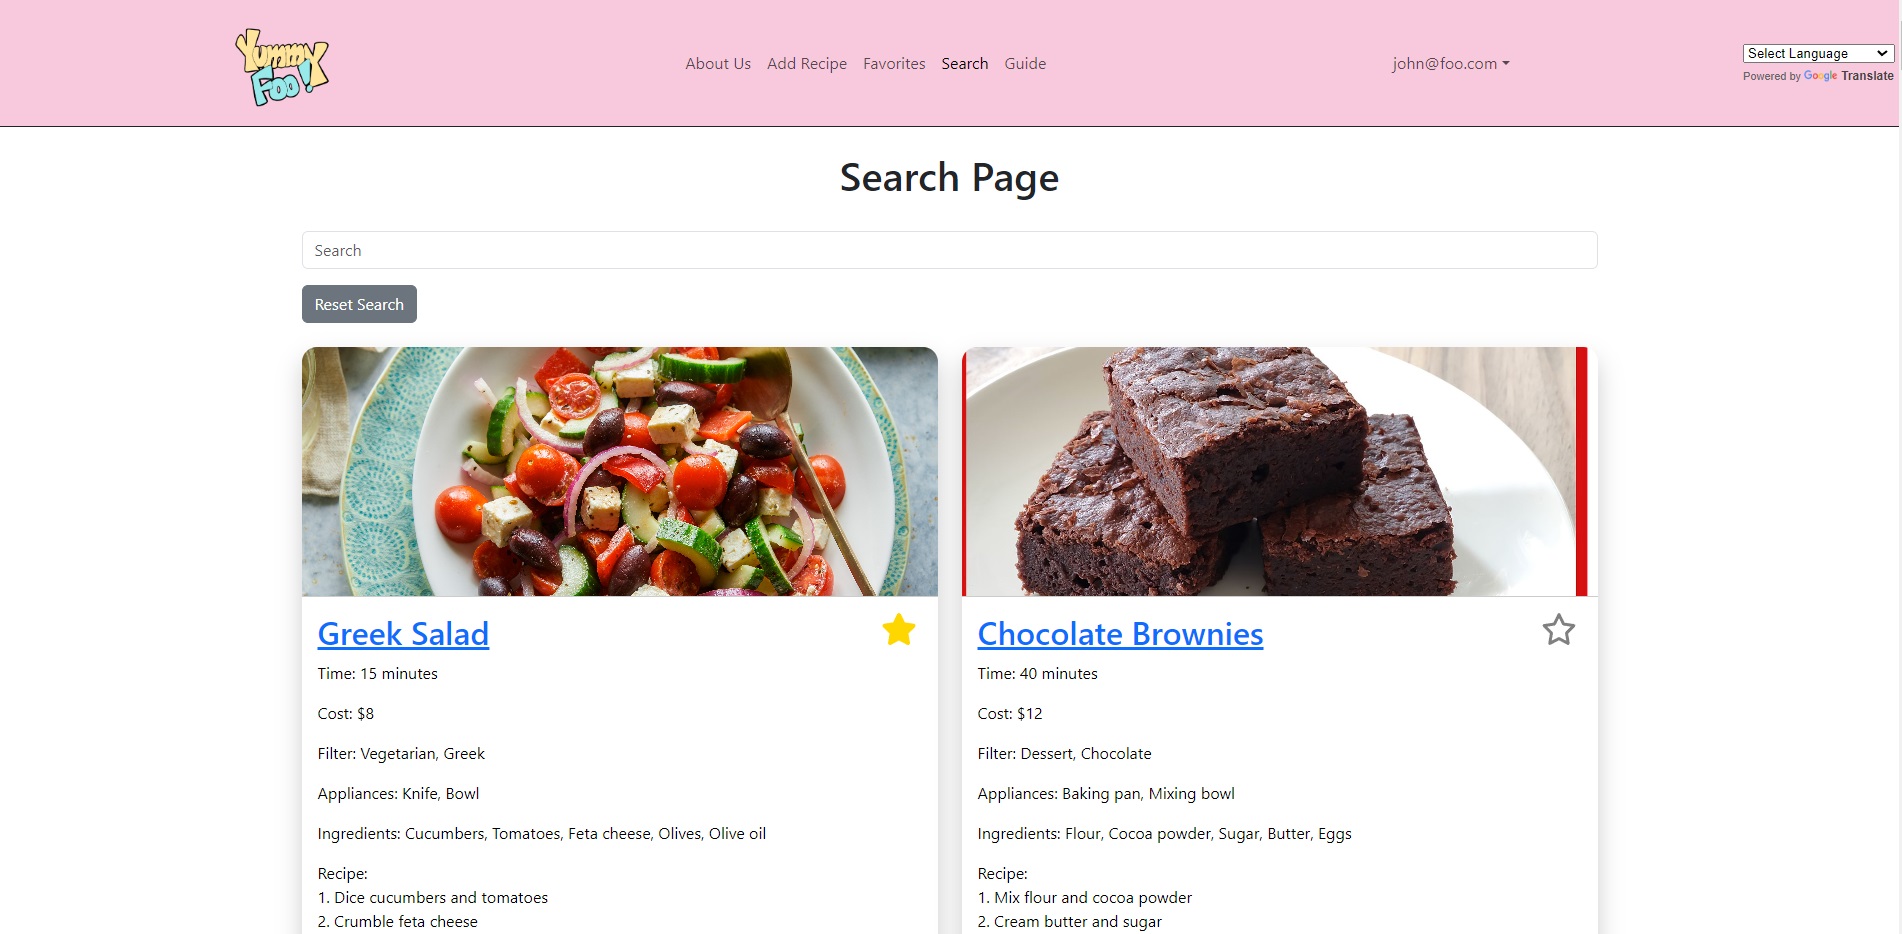 Yummy
Foo!
About Us Add Recipe Favorites Search Guide
john@foo.com
Select Language
Powered by Google Translate
Search Page
Search
Reset Search
Greek Salad
Time: 15 minutes
Cost: $8
Filter: Vegetarian, Greek
Appliances: Knife, Bowl
Ingredients: Cucumbers, Tomatoes, Feta cheese, Olives, Olive oil
Recipe:
1. Dice cucumbers and tomatoes
2. Crumble feta cheese
Chocolate Brownies
Time: 40 minutes
Cost: $12
Filter: Dessert, Chocolate
Appliances: Baking pan, Mixing bowl
Ingredients: Flour, Cocoa powder, Sugar, Butter, Eggs
Recipe:
1. Mix flour and cocoa powder
2. Cream butter and sugar